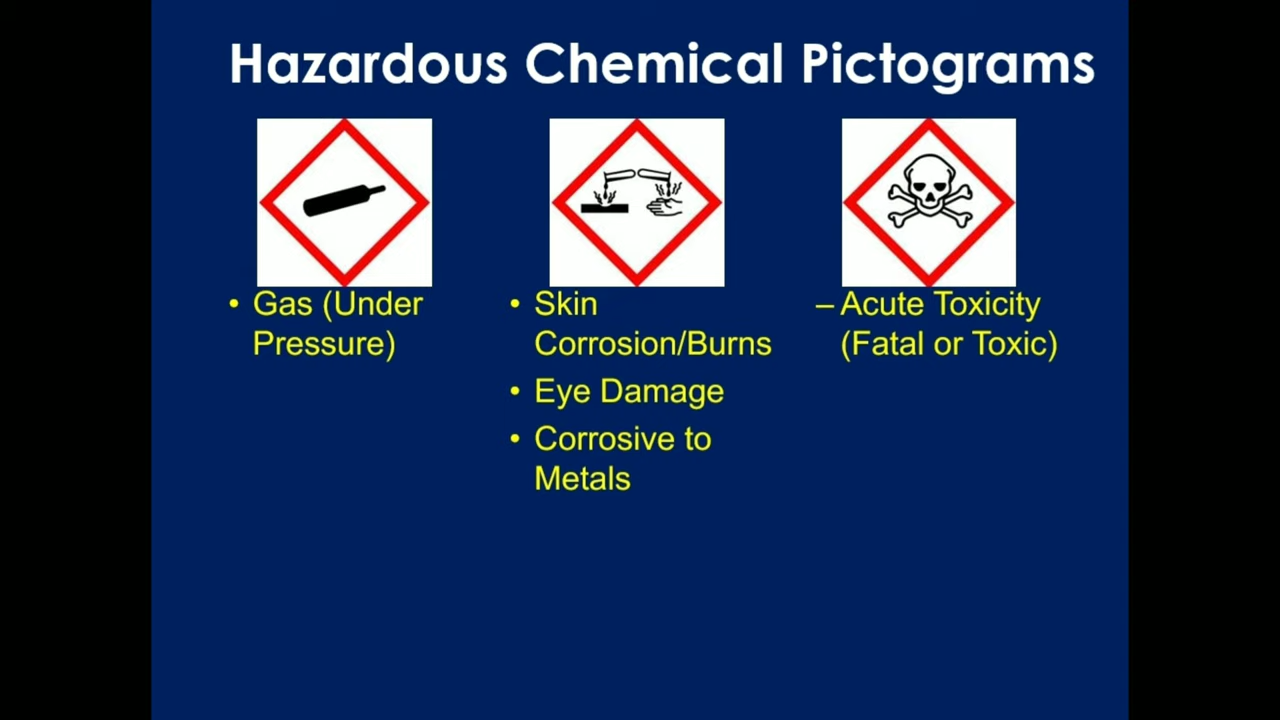 Hazardous Chemical Pictograms
• Gas (Under
Pressure)
• Skin
Corrosion/Burns
• Eye Damage
• Corrosive to
Metals
– Acute Toxicity
(Fatal or Toxic)